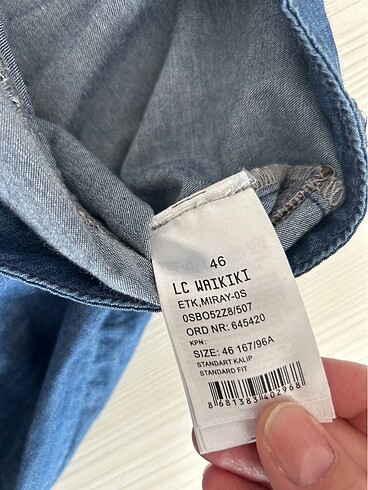 46
LC WAIKIKI
ETK,MIRAY-0S
0SBO52Z8/507
ORD NR: 645420
KPN:
SIZE: 46 167/96A
STANDART KALIP
STANDARD FIT
8 681383 402968